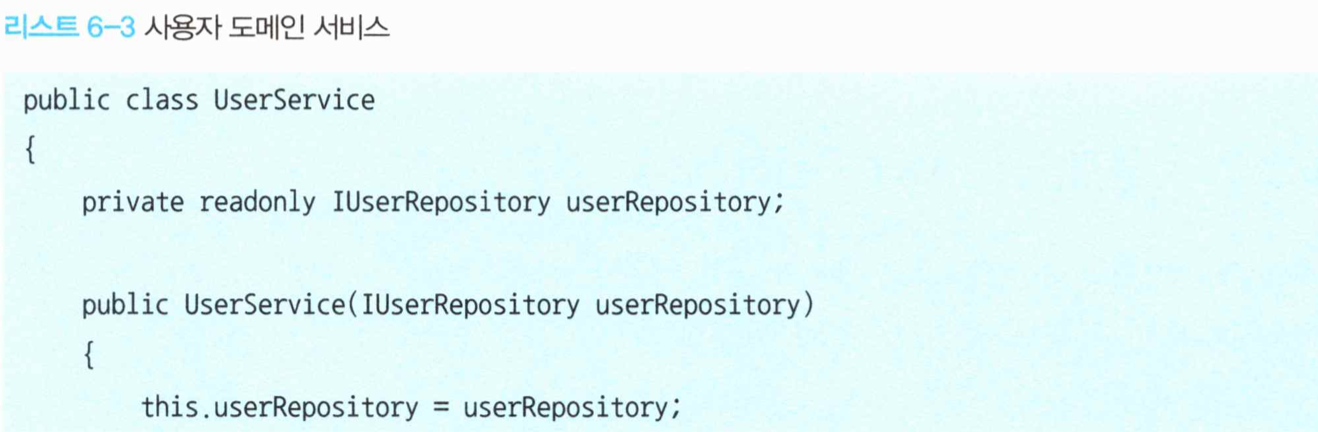 리스트 6-3 사용자 도메인 서비스
public class UserService
{
    private readonly IUserRepository userRepository;
    public UserService(IUserRepository userRepository)
    {
        this.userRepository = userRepository;